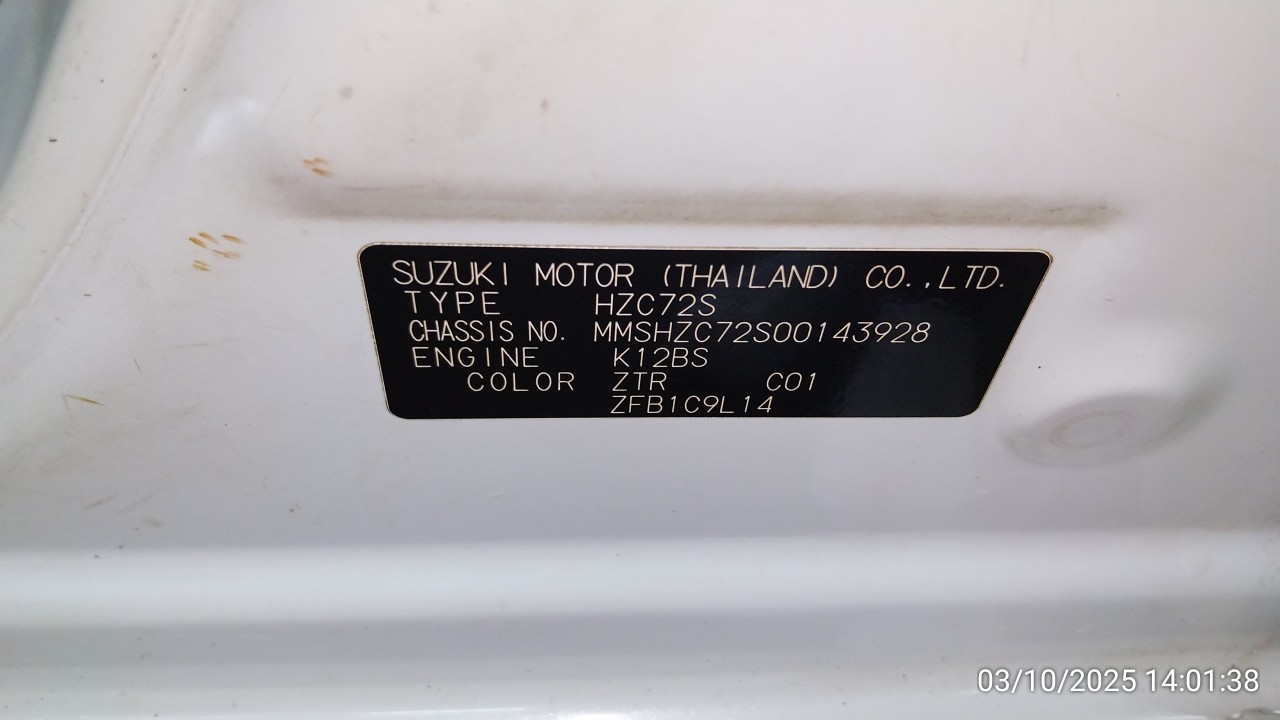 SUZUKI MOTOR (THAILAND) CO.,LTD.
TYPE HZC72S
CHASSIS NO. MMSHZC72S00143928
ENGINE K12BS
COLOR ZTR C01
ZFB1C9L14
03/10/2025 14:01:38